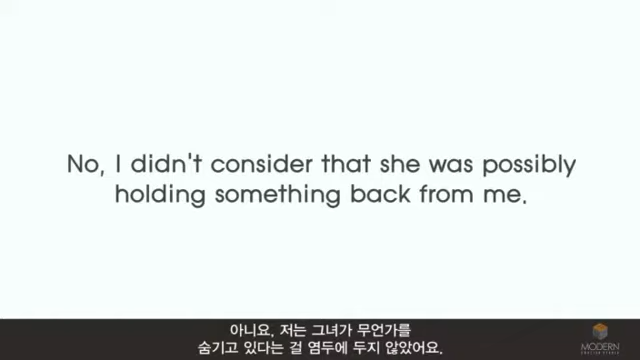 No, I didn't consider that she was possibly
holding something back from me.
아니요, 저는 그녀가 무언가를
숨기고 있다는 걸 염두에 두지 않았어요.
MODERN